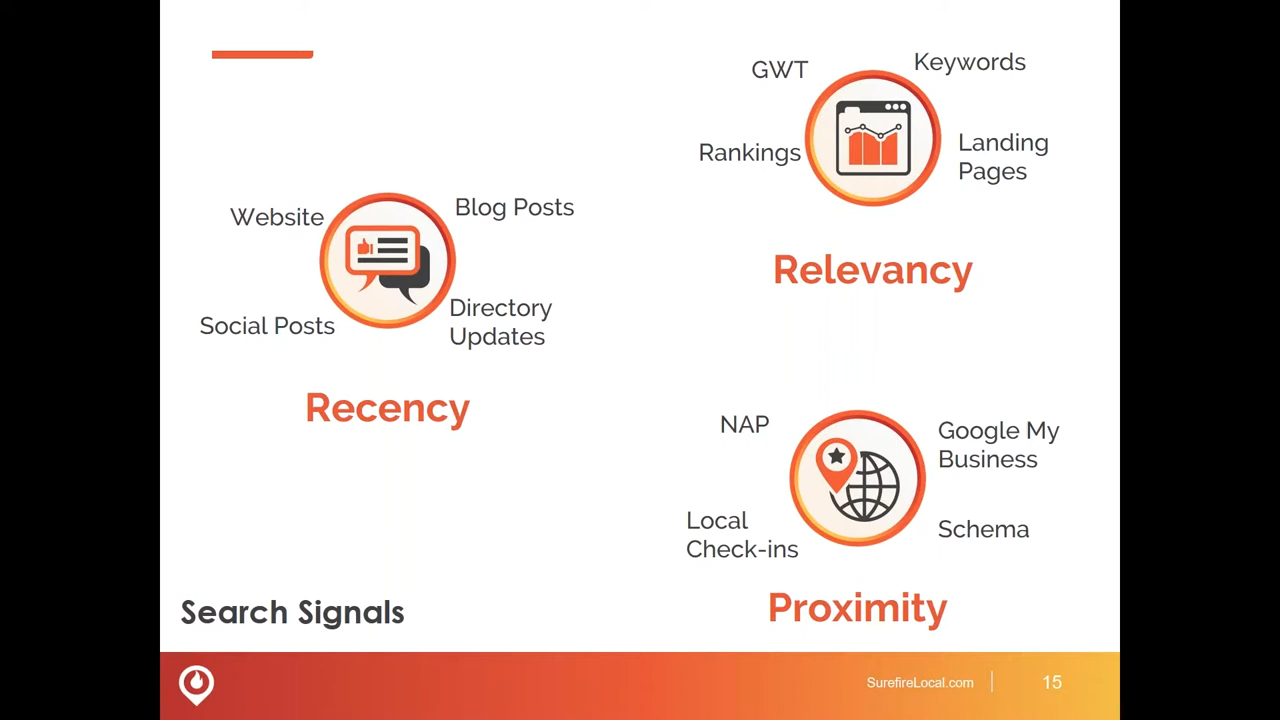 GWT
Keywords
Rankings
Landing
Pages
Relevancy
Website
Blog Posts
Social Posts
Directory
Updates
Recency
NAP
Google My
Business
Local
Check-ins
Schema
Proximity
Search Signals
SurefireLocal.com
15